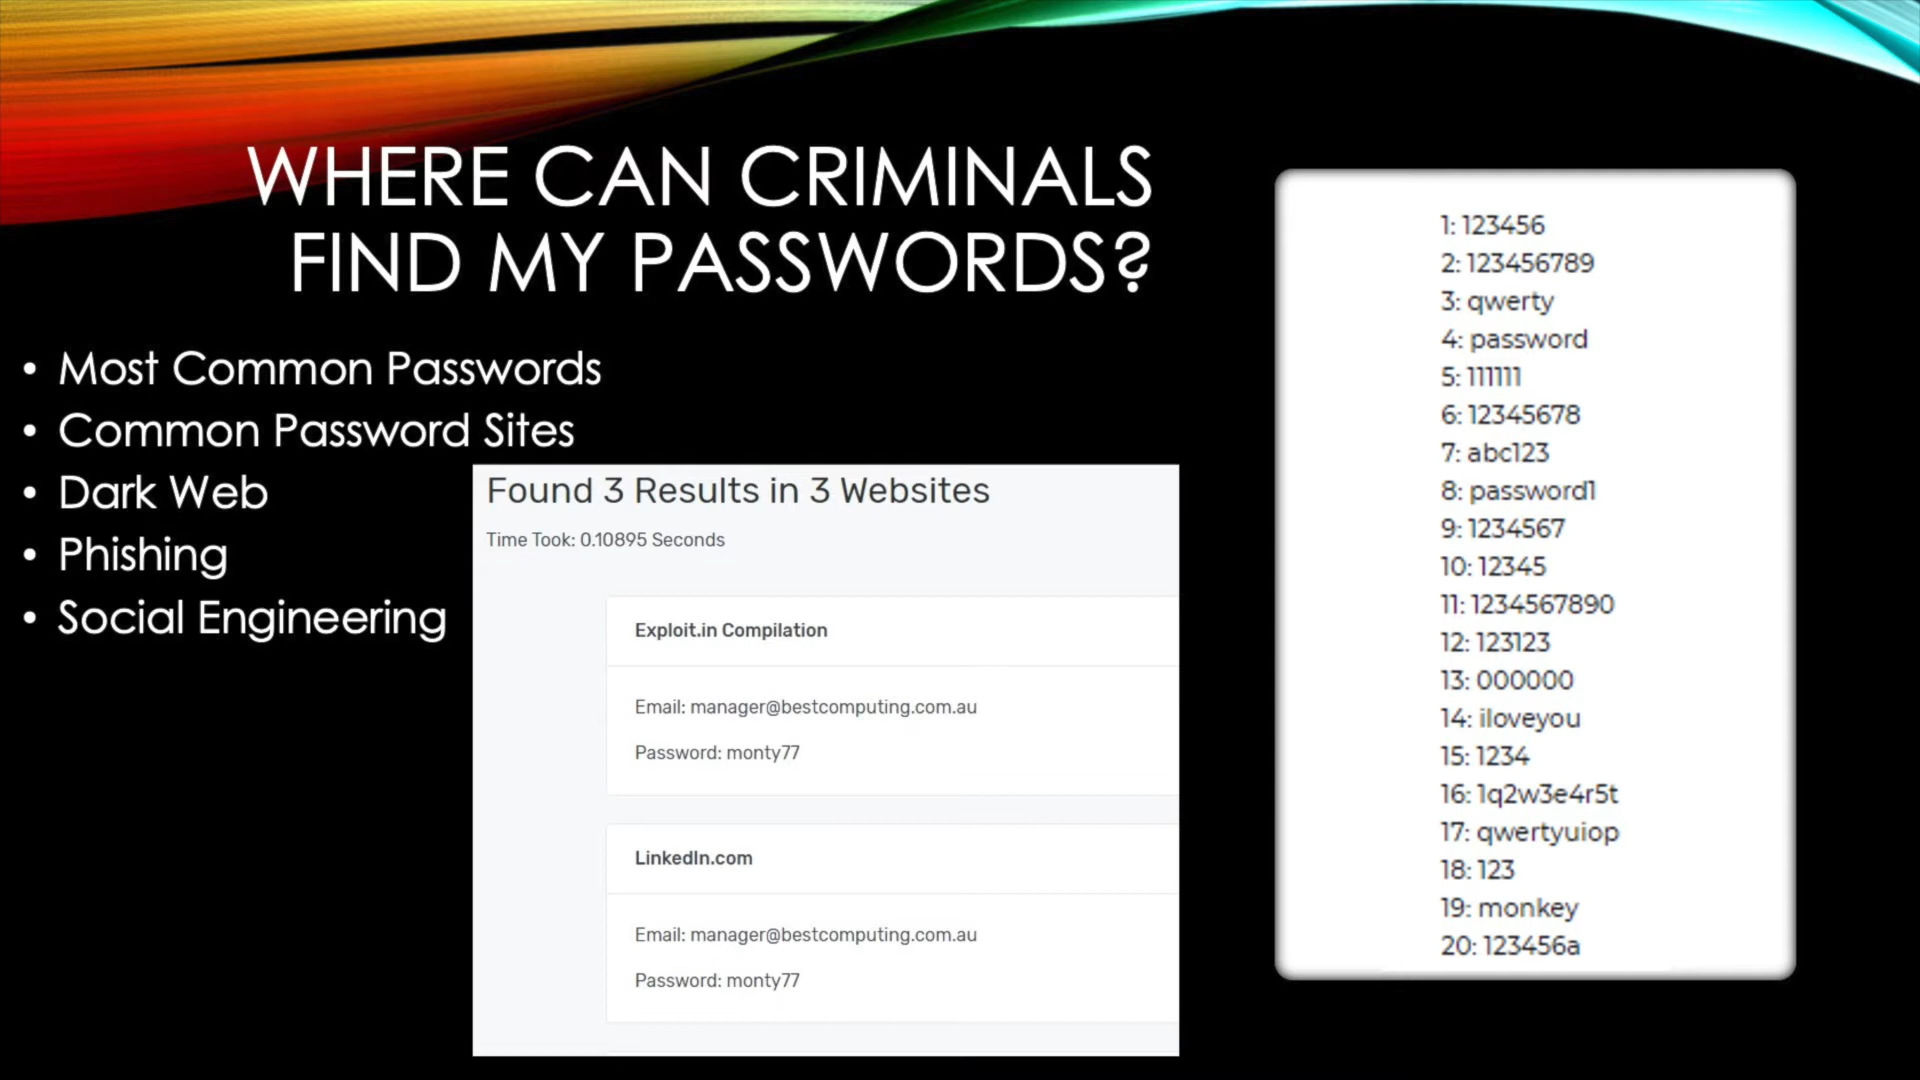 WHERE CAN CRIMINALS
FIND MY PASSWORDS?
• Most Common Passwords
• Common Password Sites
• Dark Web
• Phishing
• Social Engineering
Found 3 Results in 3 Websites
Time Took: 0.10895 Seconds
Exploit.in Compilation
Email: manager@bestcomputing.com.au
Password: monty77
LinkedIn.com
Email: manager@bestcomputing.com.au
Password: monty77
1: 123456
2: 123456789
3: qwerty
4: password
5: 111111
6: 12345678
7: abc123
8: password1
9: 1234567
10: 12345
11: 1234567890
12: 123123
13: 000000
14: iloveyou
15: 1234
16: 1q2w3e4r5t
17: qwertyuiop
18: 123
19: monkey
20: 123456a